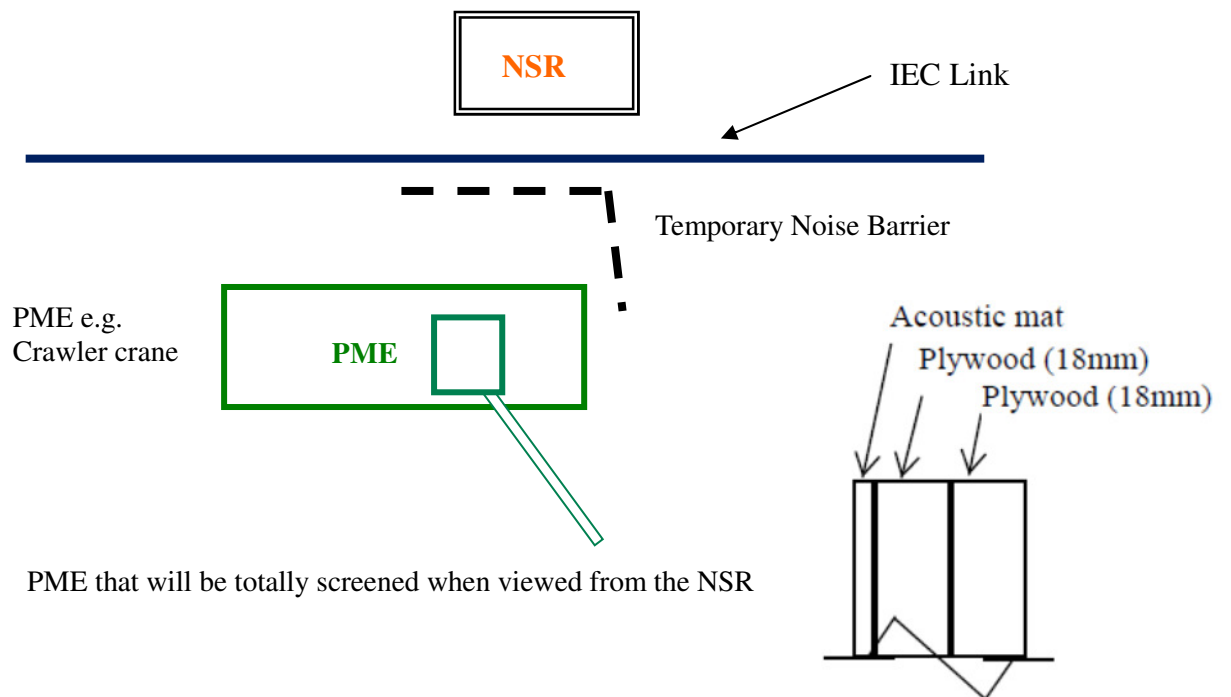 NSR
IEC Link
Temporary Noise Barrier
PME e.g.
Crawler crane
PME
Acoustic mat
Plywood (18mm)
Plywood (18mm)
PME that will be totally screened when viewed from the NSR